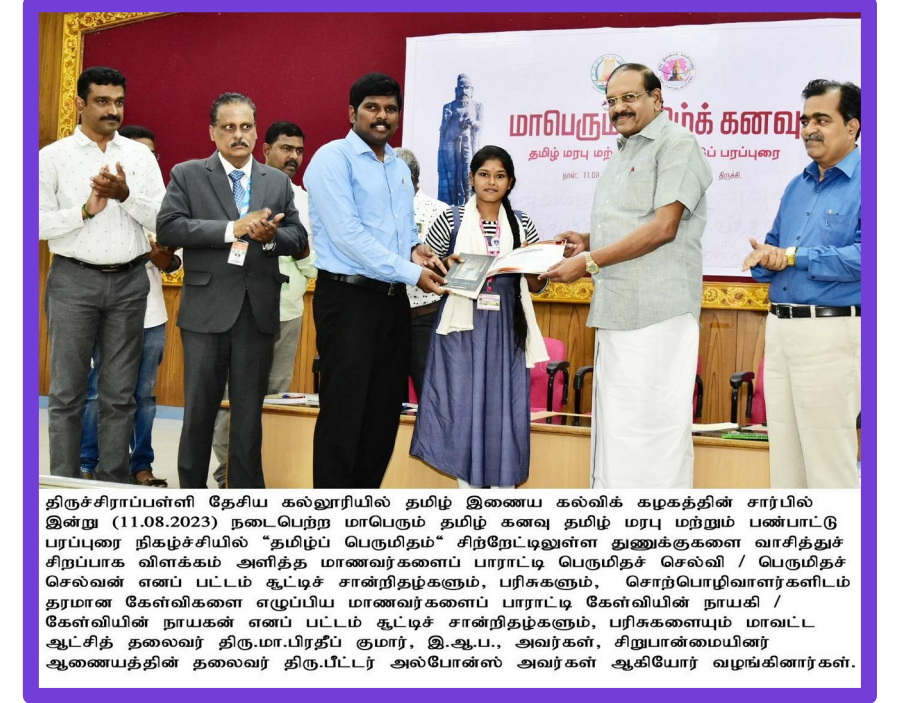 மாபெரும் தமிழ்க் கனவு
தமிழ் மரபு பரப்புரை
நாள்: 11.08. திருச்சி.
திருச்சிராப்பள்ளி தேசிய கல்லூரியில் தமிழ் இணைய கல்விக் கழகத்தின் சார்பில்
இன்று (11.08.2023) நடைபெற்ற மாபெரும் தமிழ் கனவு தமிழ் மரபு மற்றும் பண்பாட்டு
பரப்புரை நிகழ்ச்சியில் “தமிழ்ப் பெருமிதம்“ சிற்றேட்டிலுள்ள துணுக்குகளை வாசித்துச்
சிறப்பாக விளக்கம் அளித்த மாணவர்களைப் பாராட்டி பெருமிதச் செல்வி / பெருமிதச்
செல்வன் எனப் பட்டம் சூட்டிச் சான்றிதழ்களும், பரிசுகளும், சொற்பொழிவாளர்களிடம்
தரமான கேள்விகளை எழுப்பிய மாணவர்களைப் பாராட்டி கேள்வியின் நாயகி /
கேள்வியின் நாயகன் எனப் பட்டம் சூட்டிச் சான்றிதழ்களும், பரிசுகளையும் மாவட்ட
ஆட்சித் தலைவர் திரு.மா.பிரதீப் குமார், இ.ஆ.ப., அவர்கள், சிறுபான்மையினர்
ஆணையத்தின் தலைவர் திரு.பீட்டர் அல்போன்ஸ் அவர்கள் ஆகியோர் வழங்கினார்கள்.